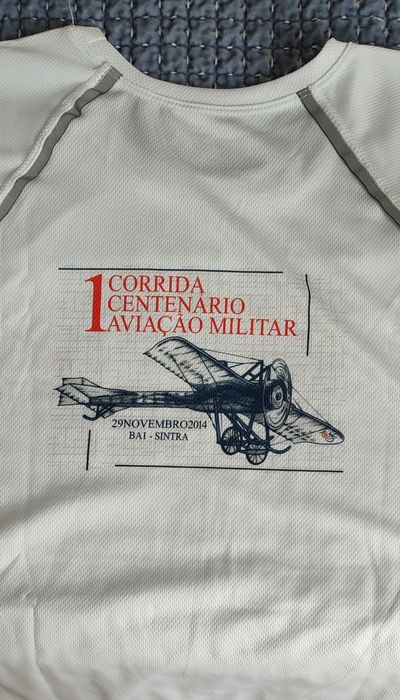 1 CORRIDA
CENTENÁRIO
AVIAÇÃO MILITAR
29NOVEMBRO2014
BA1 - SINTRA